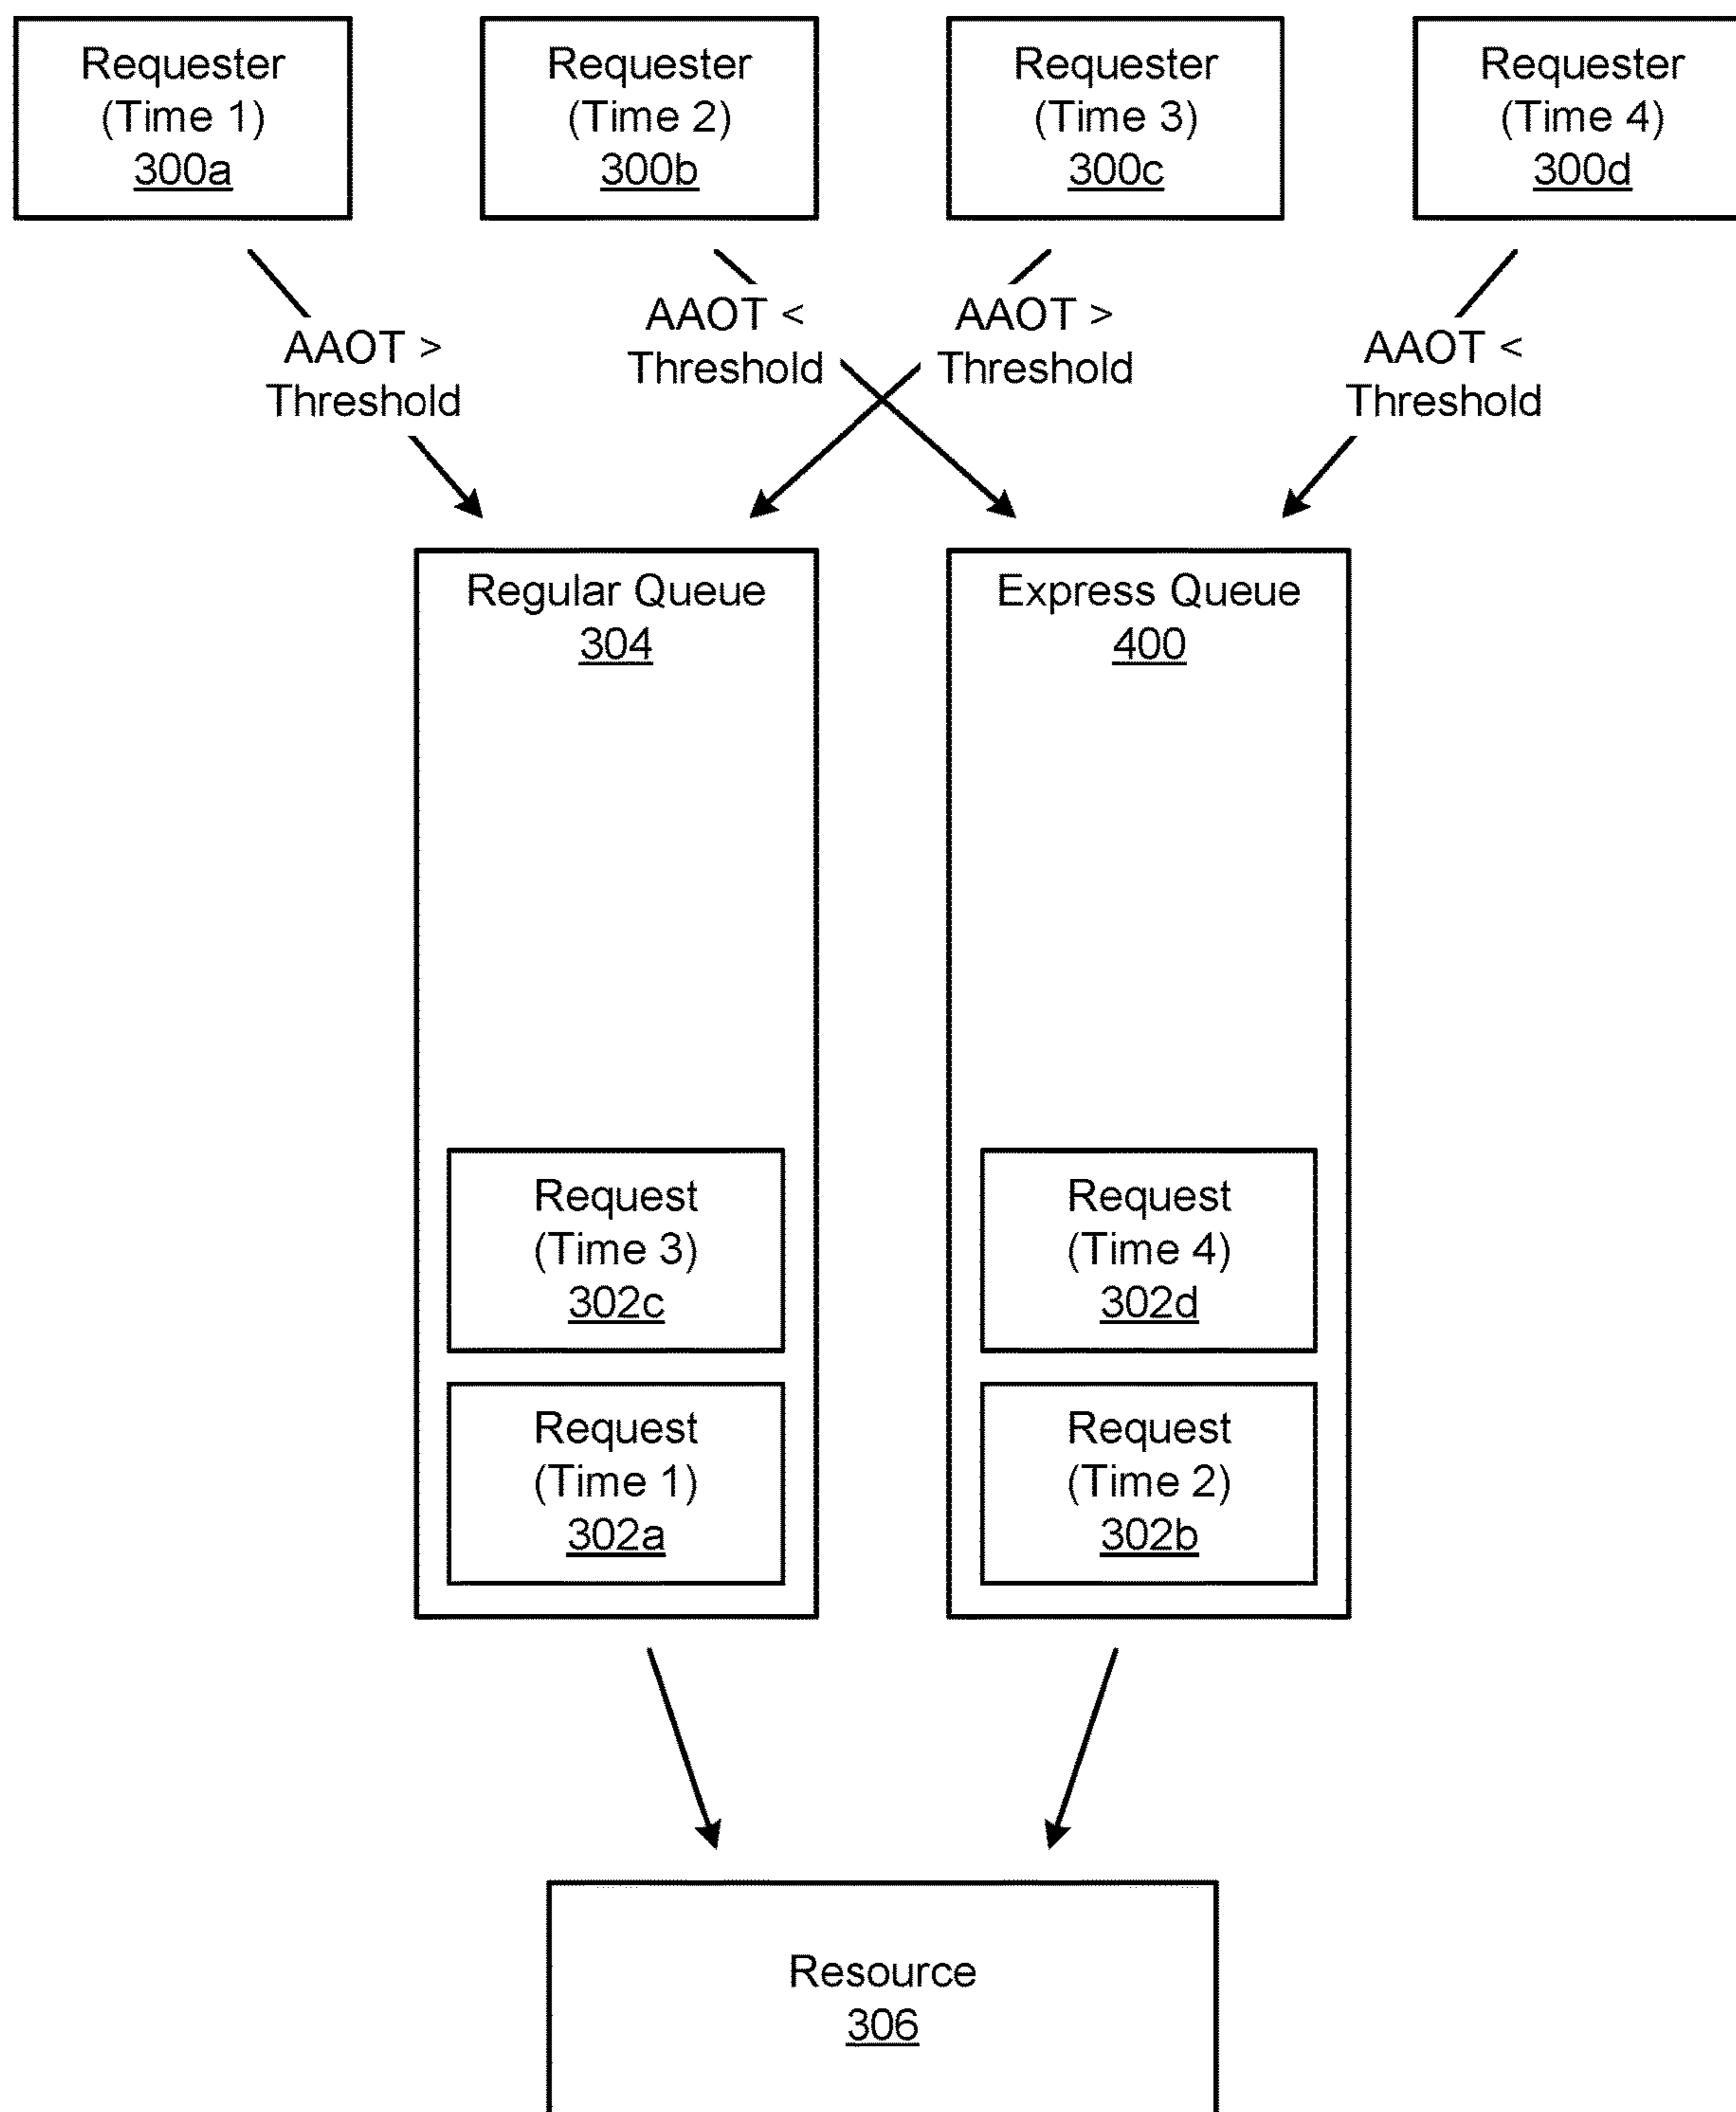 Requester
(Time 1)
300a
Requester
(Time 2)
300b
Requester
(Time 3)
300c
Requester
(Time 4)
300d
AAOT >
Threshold
AAOT <
Threshold
AAOT >
Threshold
AAOT <
Threshold
Regular Queue
304
Express Queue
400
Request
(Time 3)
302c
Request
(Time 4)
302d
Request
(Time 1)
302a
Request
(Time 2)
302b
Resource
306